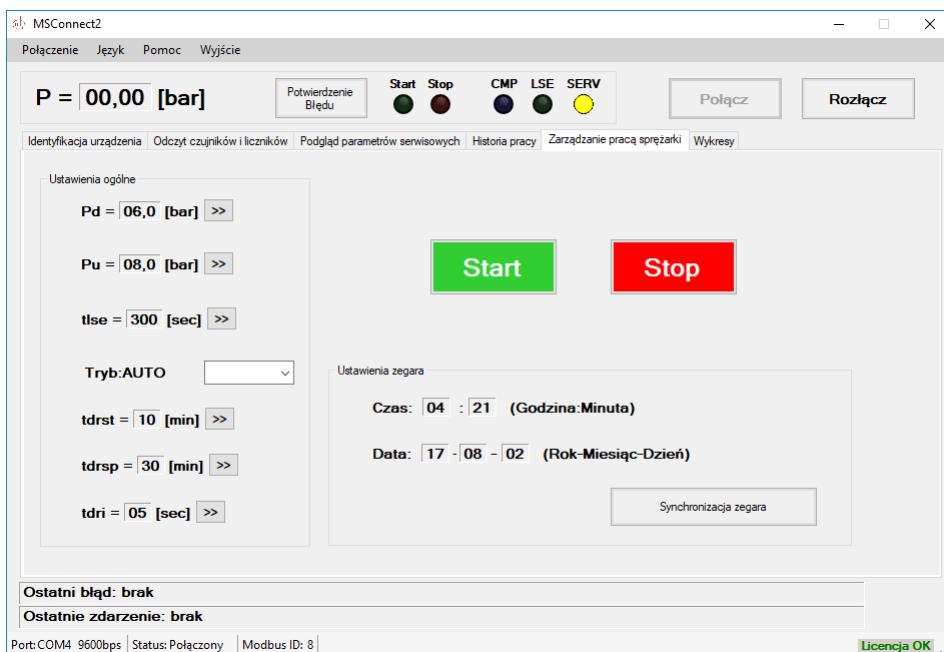 MSConnect2
Połączenie Język Pomoc Wyjście
P = 00,00 [bar]
Potwierdzenie
Błędu
Start Stop CMP LSE SERV
Połącz
Rozłącz
Identyfikacja urządzenia Odczyt czujników i liczników Podgląd parametrów serwisowych Historia pracy Zarządzanie pracą sprężarki Wykresy
Ustawienia ogólne
Pd = 06,0 [bar] >>
Pu = 08,0 [bar] >>
tlse = 300 [sec] >>
Tryb:AUTO
tdrst = 10 [min] >>
tdrsp = 30 [min] >>
tdri = 05 [sec] >>
Start
Stop
Ustawienia zegara
Czas: 04 : 21 (Godzina:Minuta)
Data: 17 - 08 - 02 (Rok-Miesiąc-Dzień)
Synchronizacja zegara
Ostatni błąd: brak
Ostatnie zdarzenie: brak
Port: COM4 9600bps Status: Połączony Modbus ID: 8 Licencja OK